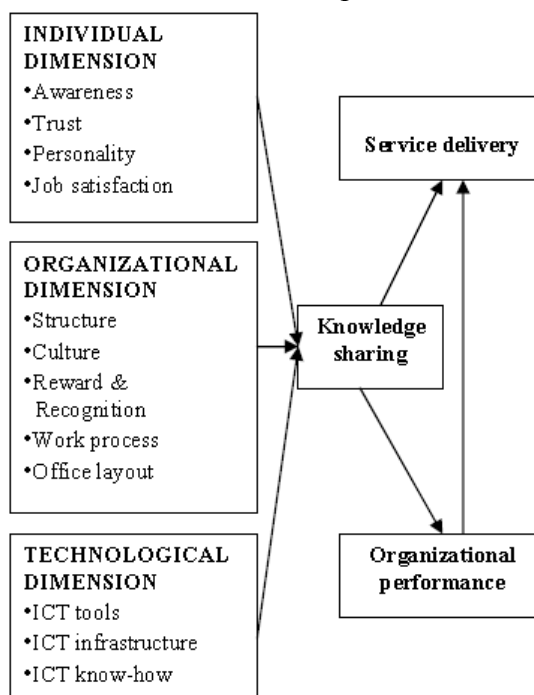 INDIVIDUAL
DIMENSION
•Awareness
•Trust
•Personality
•Job satisfaction
ORGANIZATIONAL
DIMENSION
•Structure
•Culture
•Reward &
Recognition
•Work process
•Office layout
TECHNOLOGICAL
DIMENSION
•ICT tools
•ICT infrastructure
•ICT know-how
Knowledge
sharing
Service delivery
Organizational
performance